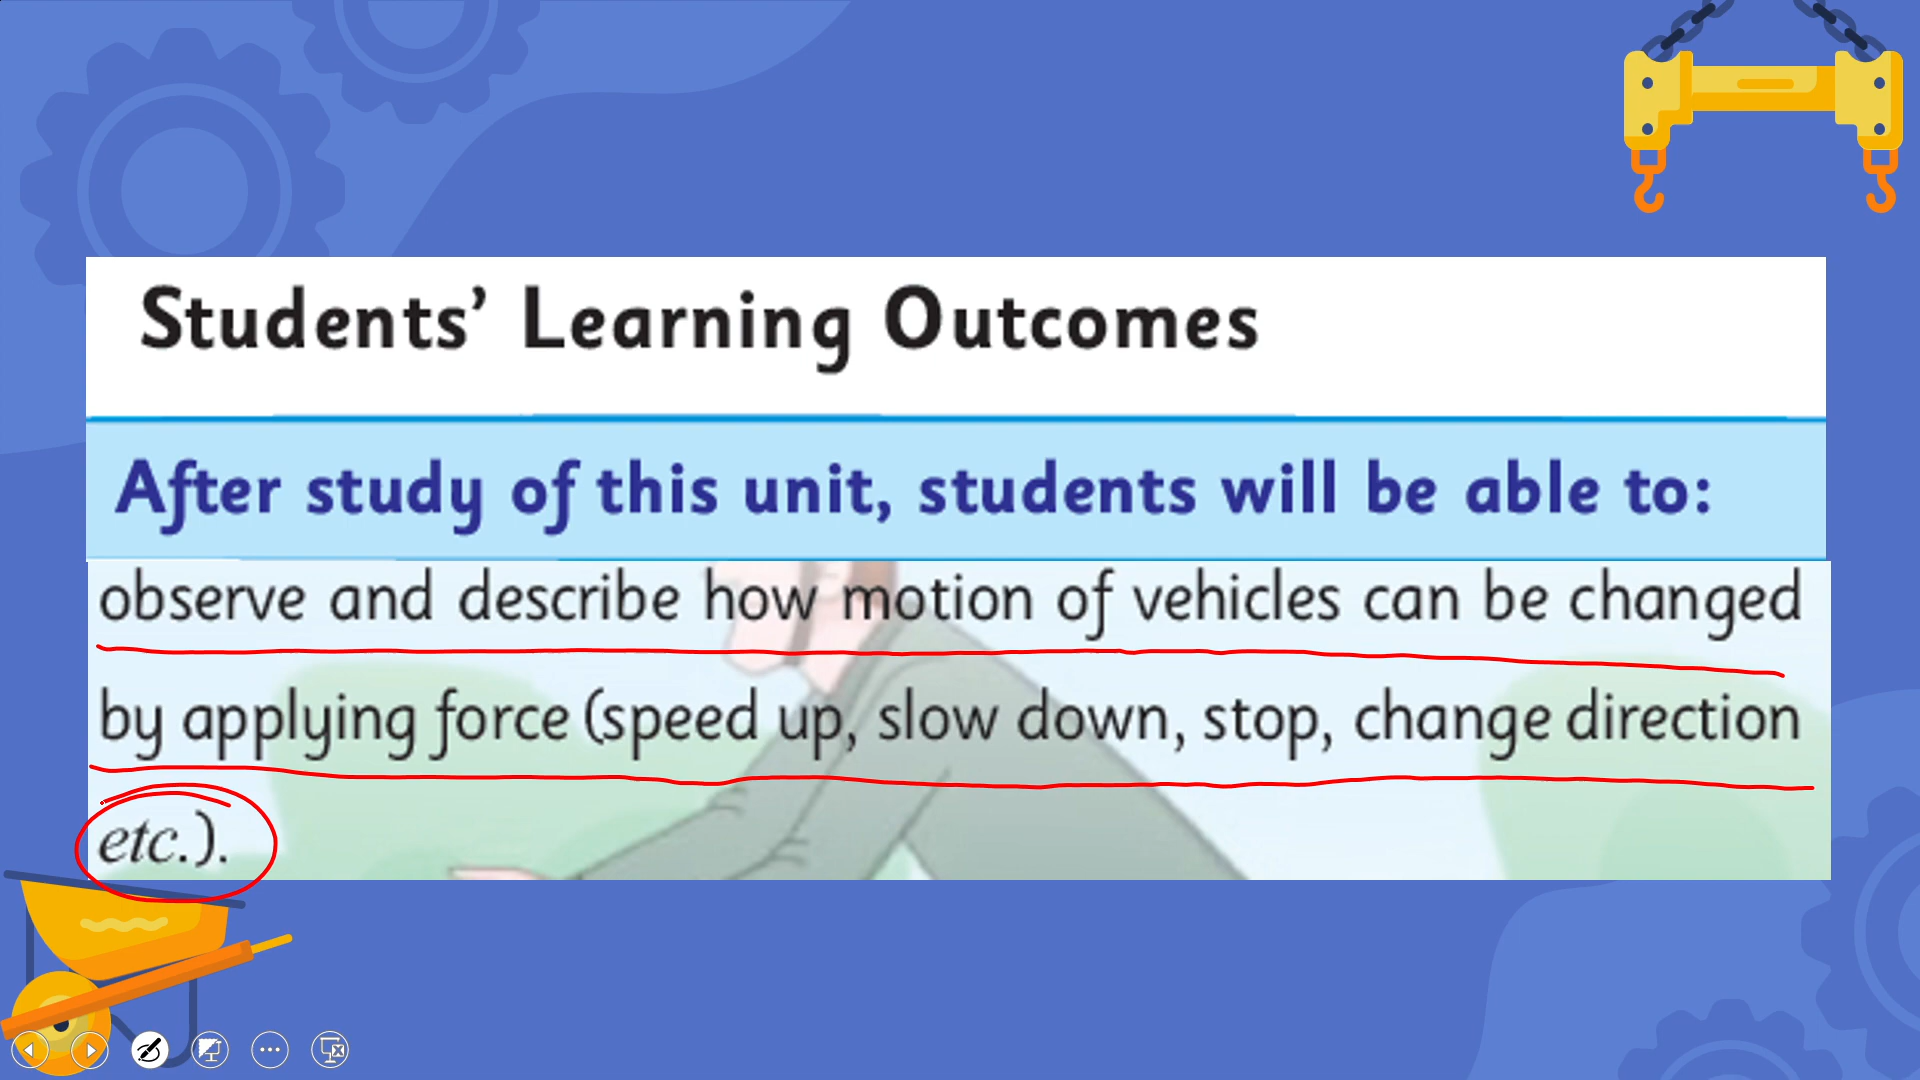 Students’ Learning Outcomes
After study of this unit, students will be able to:
observe and describe how motion of vehicles can be changed
by applying force (speed up, slow down, stop, change direction
etc.).